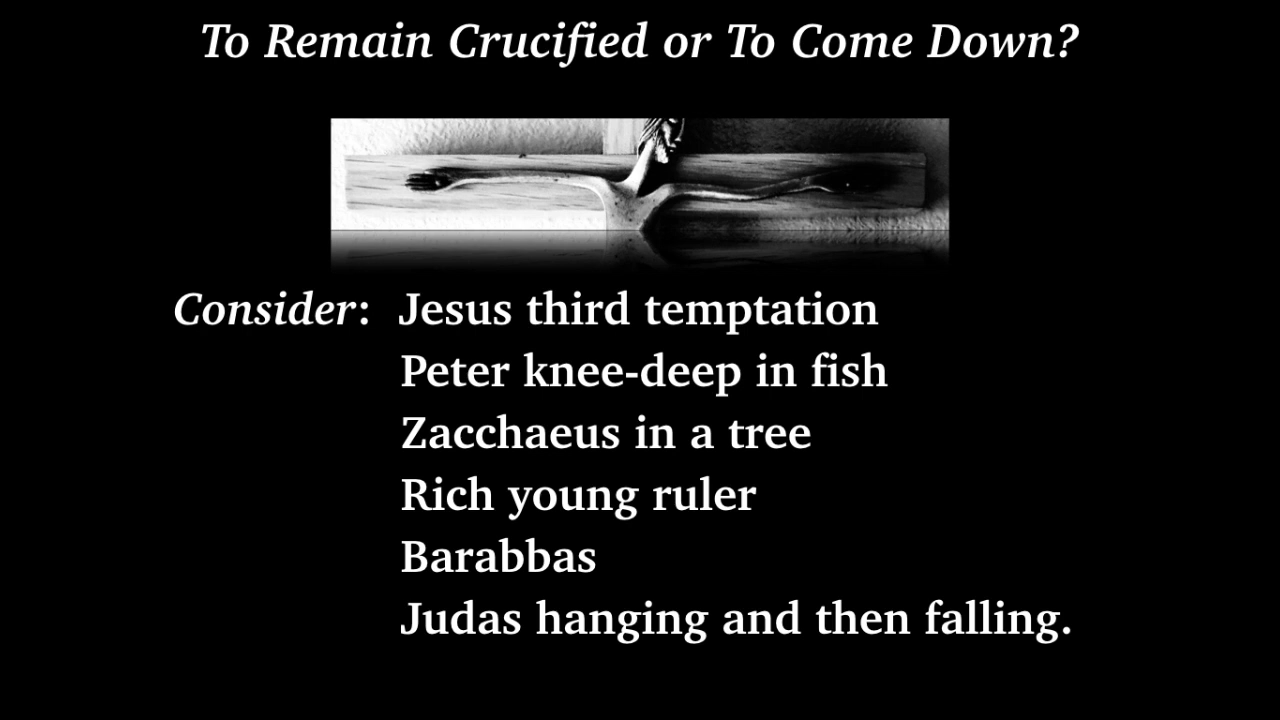 To Remain Crucified or To Come Down?
Consider: Jesus third temptation
Peter knee-deep in fish
Zacchaeus in a tree
Rich young ruler
Barabbas
Judas hanging and then falling.